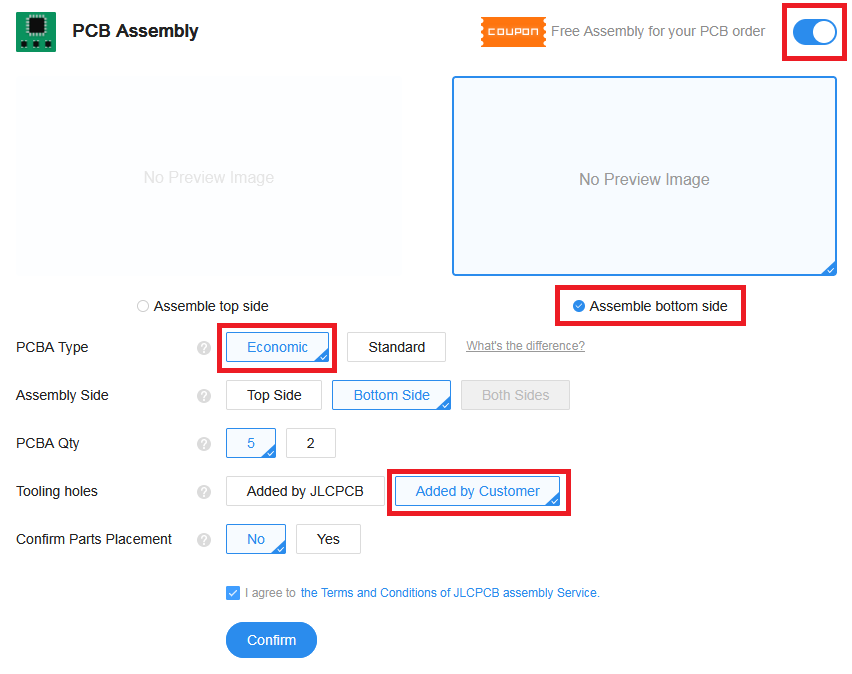 PCB Assembly
COUPON Free Assembly for your PCB order
No Preview Image
No Preview Image
Assemble top side
Assemble bottom side
PCBA Type ? Economic Standard What's the difference?
Assembly Side ? Top Side Bottom Side Both Sides
PCBA Qty ? 5 2
Tooling holes ? Added by JLCPCB Added by Customer
Confirm Parts Placement ? No Yes
I agree to the Terms and Conditions of JLCPCB assembly Service.
Confirm